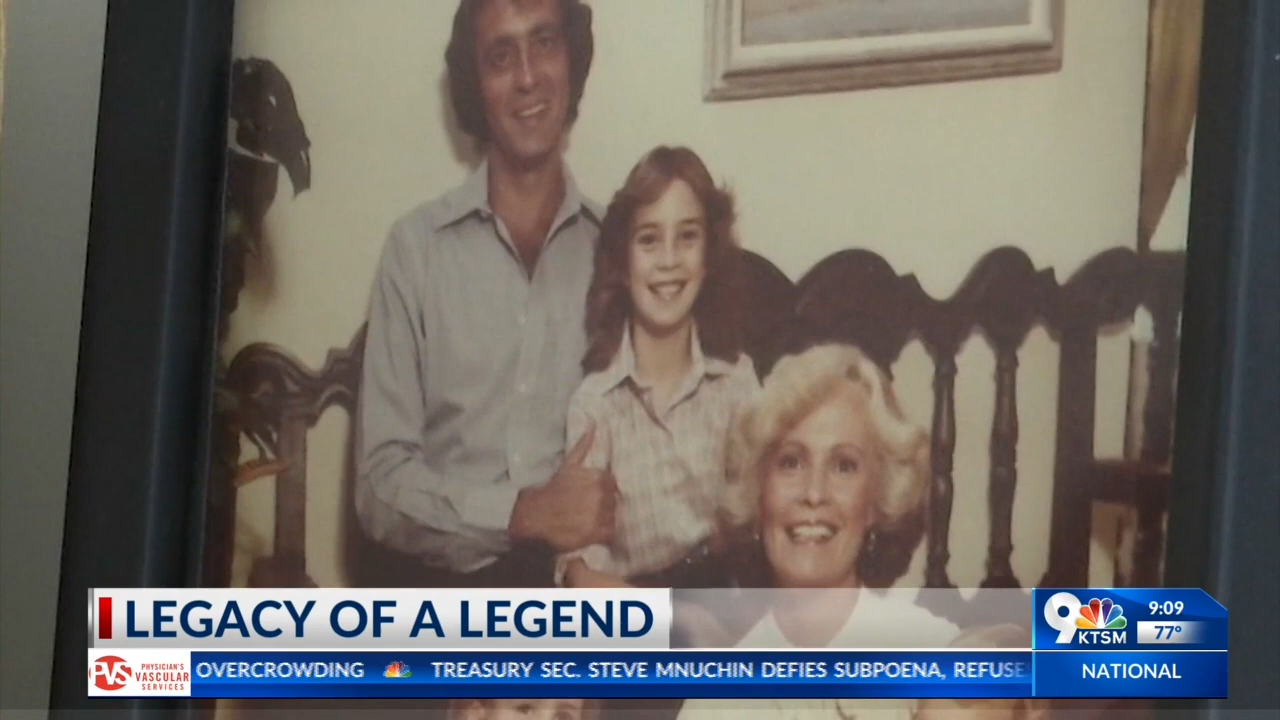 LEGACY OF A LEGEND
9 KTSM
9:09
77°
PVS PHYSICIAN'S
VASCULAR
SERVICES
OVERCROWDING TREASURY SEC. STEVE MNUCHIN DEFIES SUBPOENA, REFUSE
NATIONAL